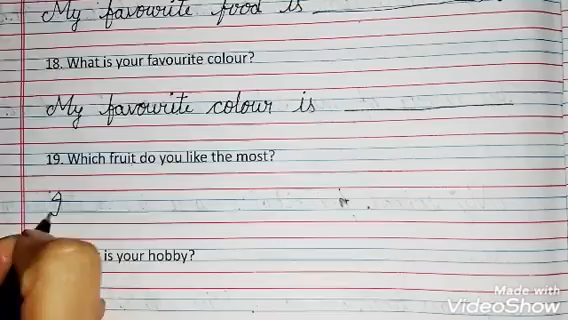 My favourite food is
18. What is your favourite colour?
My favourite colour is
19. Which fruit do you like the most?
I
is your hobby?
Made with
VideoShow